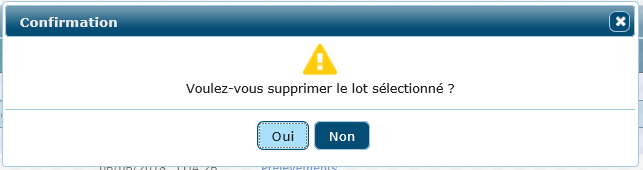 Confirmation
Voulez-vous supprimer le lot sélectionné ?
Oui Non